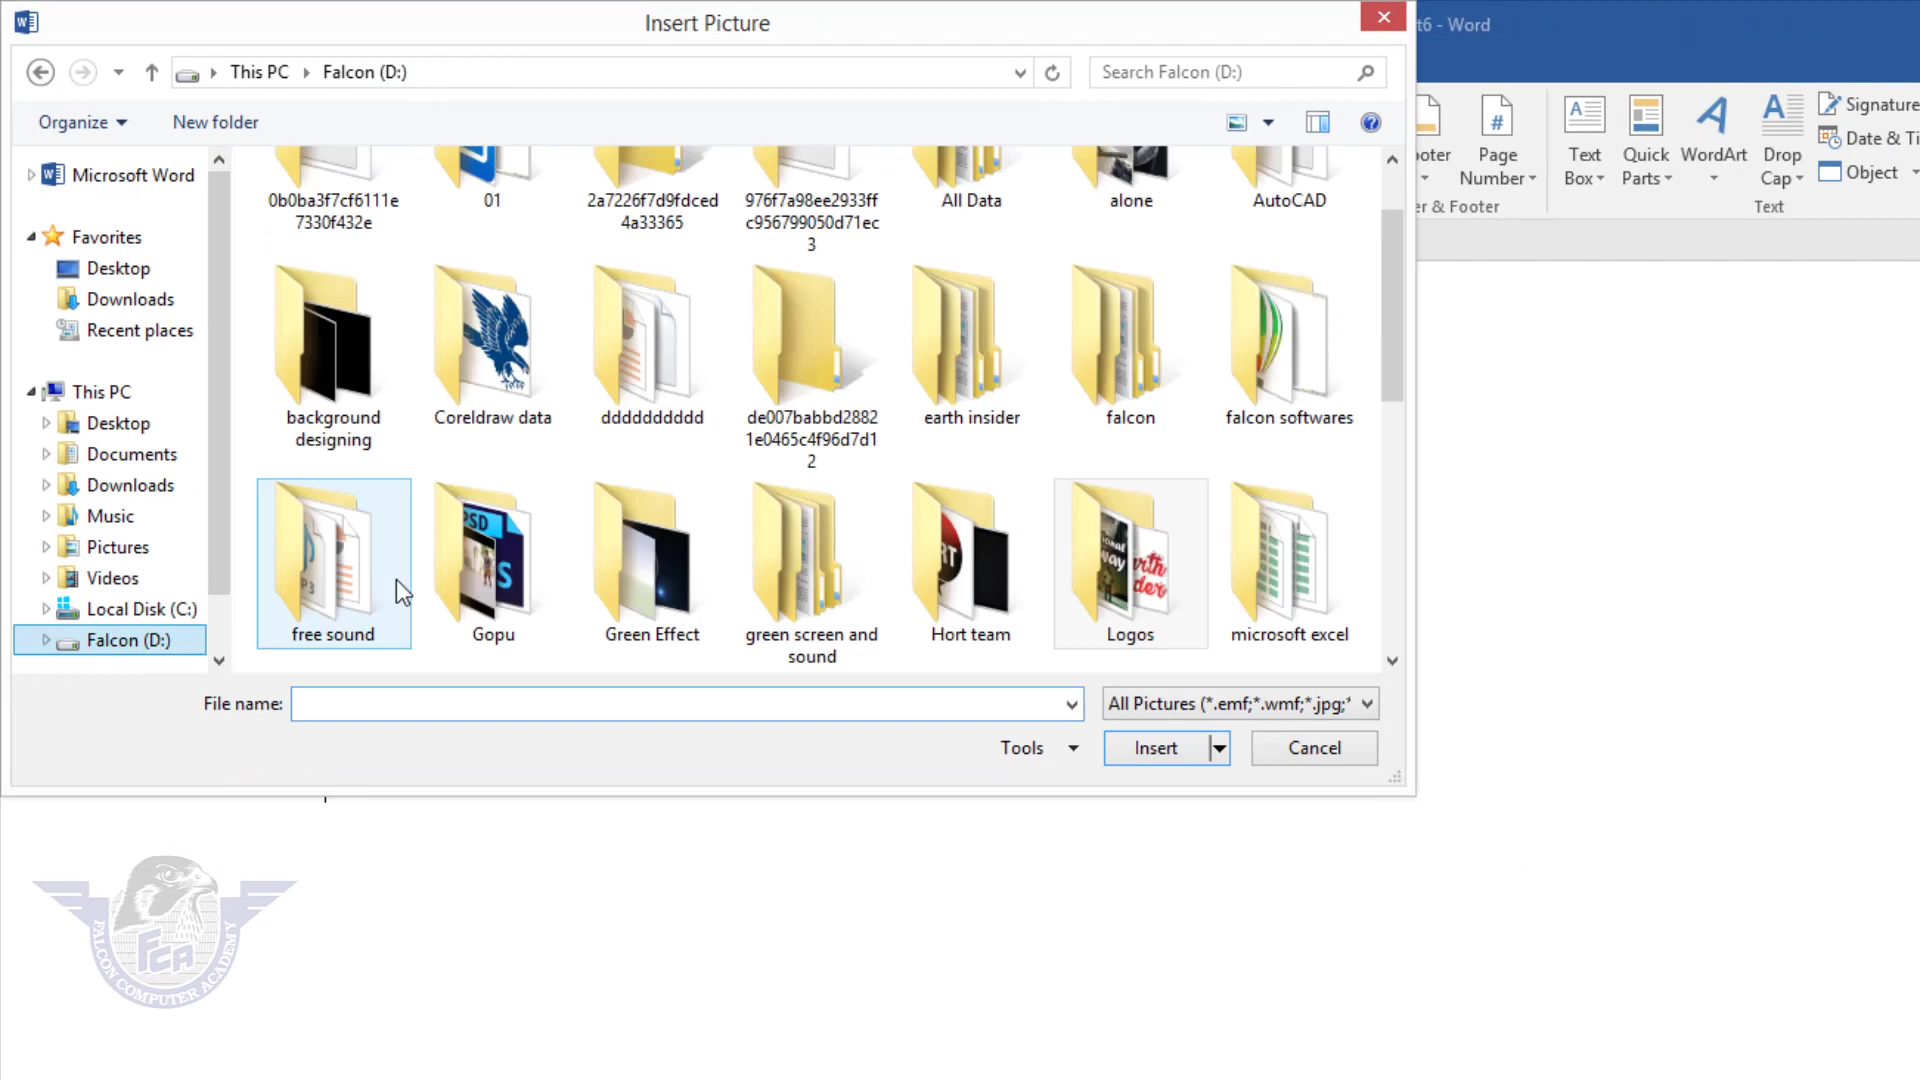 Insert Picture
t6 - Word
This PC
Falcon (D:)
Search Falcon (D:)
Organize
New folder
Signature
Date & Ti
Object
Page
Number
Text
Box
Quick
Parts
WordArt
Drop
Cap
ooter
er & Footer
Text
Microsoft Word
Favorites
Desktop
Downloads
Recent places
This PC
Desktop
Documents
Downloads
Music
Pictures
Videos
Local Disk (C:)
Falcon (D:)
0b0ba3f7cf6111e
7330f432e
01
2a7226f7d9fdced
4a33365
976f7a98ee2933ff
c956799050d71ec
3
All Data
alone
AutoCAD
background
designing
Coreldraw data
dddddddddd
de007babbd2882
1e0465c4f96d7d1
2
earth insider
falcon
falcon softwares
free sound
PSD
Gopu
Green Effect
green screen and
sound
Hort team
Logos
microsoft excel
File name:
All Pictures (*.emf;*.wmf;*.jpg;*
Tools
Insert
Cancel
FCA
FALCON COMPUTER ACADEMY